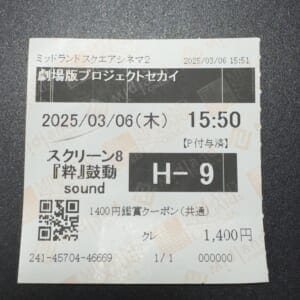 ミッドランドスクエアシネマ2 2025/03/06 15:51
劇場版プロジェクトセカイ
2025/03/06(木) 15:50
【P付与済】
スクリーン8
『粋』鼓動
sound
H- 9
1400円鑑賞クーポン(共通)
クレ 1,400円
241-45704-46669 1/1 000000